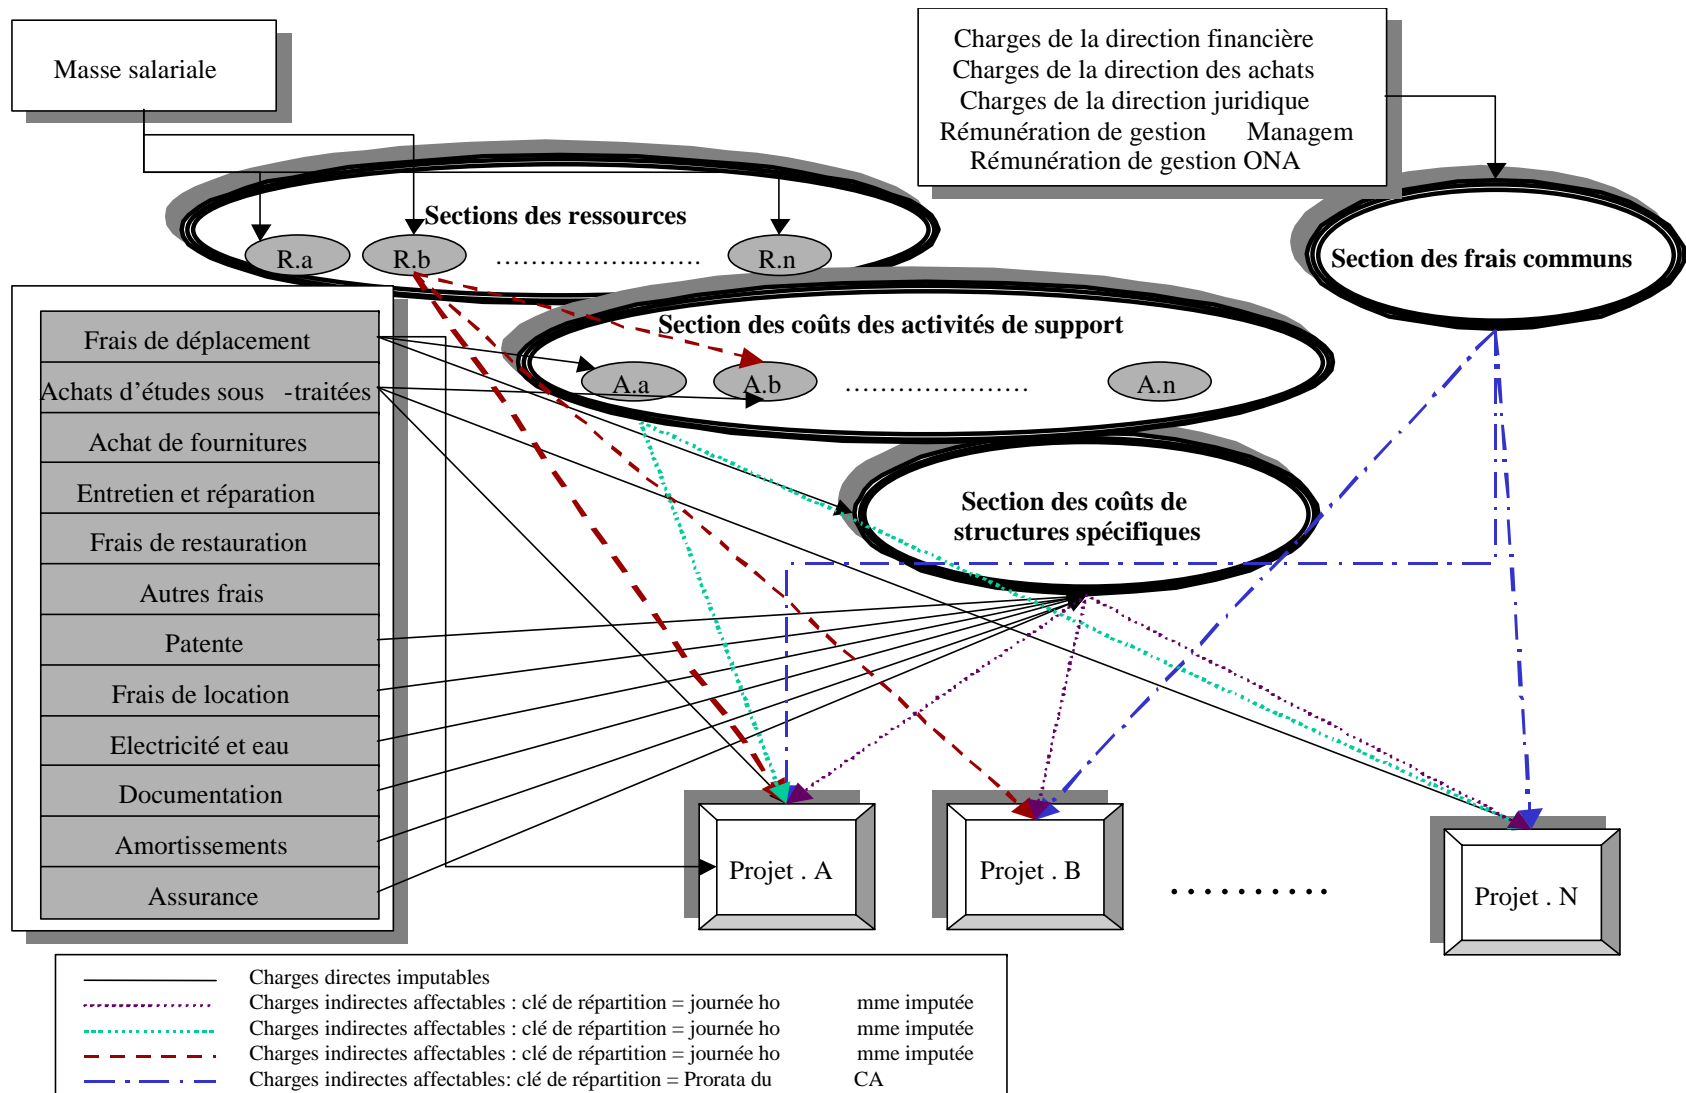 Masse salariale
Charges de la direction financière
Charges de la direction des achats
Charges de la direction juridique
Rémunération de gestion Managem
Rémunération de gestion ONA
Sections des ressources
R.a R.b ........................ R.n
Section des frais communs
Section des coûts des activités de support
A.a A.b ..................... A.n
Frais de déplacement
Achats d’études sous -traitées
Achat de fournitures
Entretien et réparation
Frais de restauration
Autres frais
Patente
Frais de location
Electricité et eau
Documentation
Amortissements
Assurance
Section des coûts de
structures spécifiques
Projet . A
Projet . B
..........
Projet . N
Charges directes imputables
Charges indirectes affectables : clé de répartition = journée ho mme imputée
Charges indirectes affectables : clé de répartition = journée ho mme imputée
Charges indirectes affectables : clé de répartition = journée ho mme imputée
Charges indirectes affectables: clé de répartition = Prorata du CA